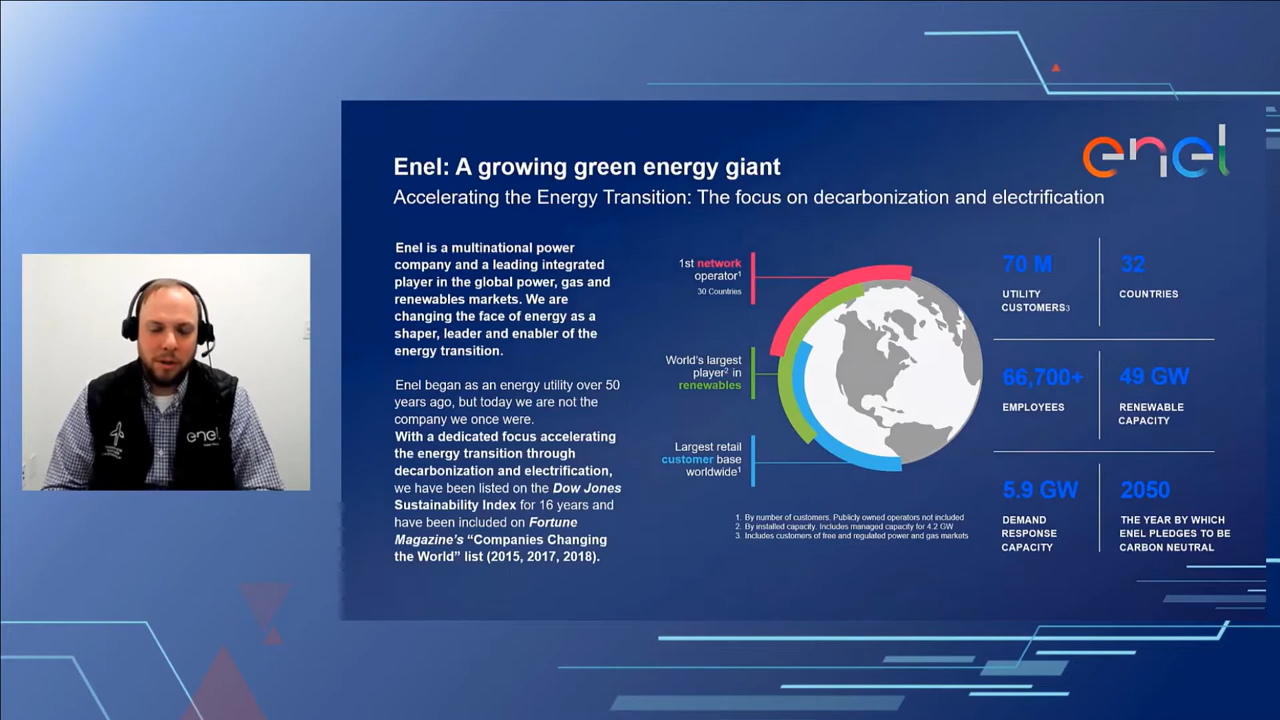 enel
Enel: A growing green energy giant
Accelerating the Energy Transition: The focus on decarbonization and electrification
Enel is a multinational power
company and a leading integrated
player in the global power, gas and
renewables markets. We are
changing the face of energy as a
shaper, leader and enabler of the
energy transition.
Enel began as an energy utility over 50
years ago, but today we are not the
company we once were.
With a dedicated focus accelerating
the energy transition through
decarbonization and electrification,
we have been listed on the Dow Jones
Sustainability Index for 16 years and
have been included on Fortune
Magazine's “Companies Changing
the World” list (2015, 2017, 2018).
1st network
operator¹
30 Countries
World's largest
player² in
renewables
Largest retail
customer base
worldwide¹
1. By number of customers. Publicly owned operators not included
2. By installed capacity. Includes managed capacity for 4.2 GW
3. Includes customers of free and regulated power and gas markets
70 M
UTILITY
CUSTOMERS3
32
COUNTRIES
66,700+
EMPLOYEES
49 GW
RENEWABLE
CAPACITY
5.9 GW
DEMAND
RESPONSE
CAPACITY
2050
THE YEAR BY WHICH
ENEL PLEDGES TO BE
CARBON NEUTRAL
enel